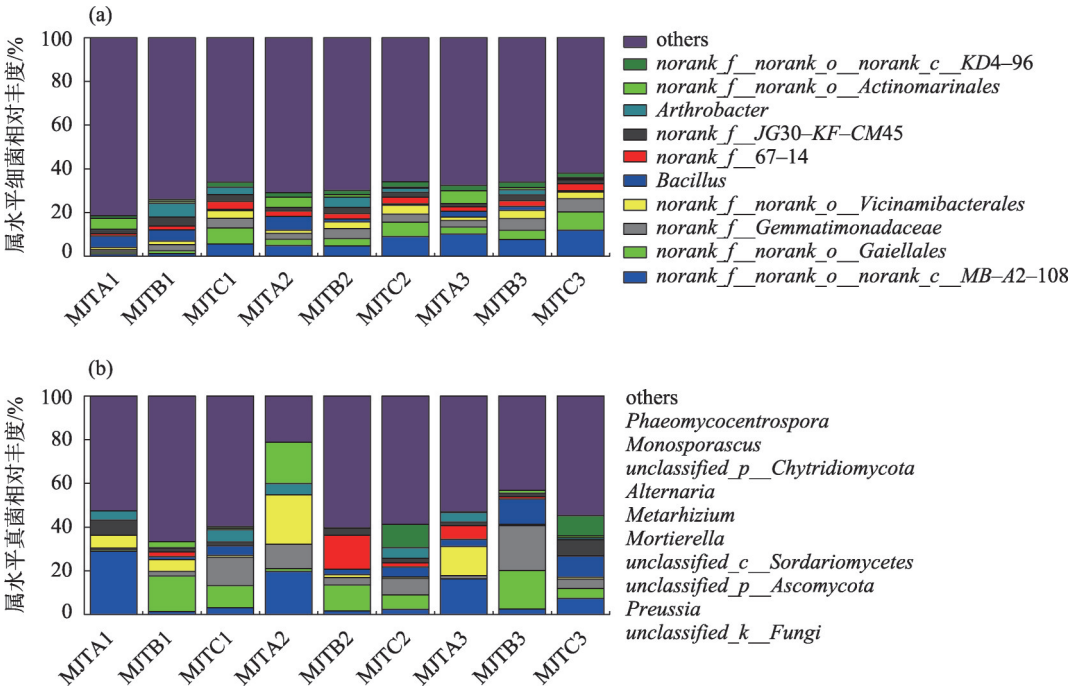 (a)
属水平细菌相对丰度/%
100
80
60
40
20
0
MJTA1
MJTB1
MJTC1
MJTA2
MJTB2
MJTC2
MJTA3
MJTB3
MJTC3
others
norank_f__norank_o__norank_c__KD4–96
norank_f__norank_o__Actinomarinales
Arthrobacter
norank_f__JG30–KF–CM45
norank_f__67–14
Bacillus
norank_f__norank_o__Vicinamibacterales
norank_f__Gemmatimonadaceae
norank_f__norank_o__Gaiellales
norank_f__norank_o__norank_c__MB–A2–108
(b)
属水平真菌相对丰度/%
100
80
60
40
20
0
MJTA1
MJTB1
MJTC1
MJTA2
MJTB2
MJTC2
MJTA3
MJTB3
MJTC3
others
Phaeomycocentrospora
Monosporascus
unclassified_p__Chytridiomycota
Alternaria
Metarhizium
Mortierella
unclassified_c__Sordariomycetes
unclassified_p__Ascomycota
Preussia
unclassified_k__Fungi